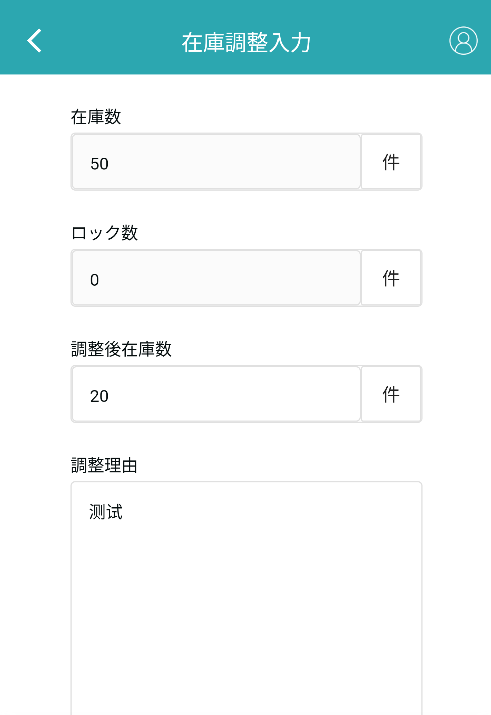 在庫調整入力
在庫数
50 件
ロック数
0 件
調整後在庫数
20 件
調整理由
测试